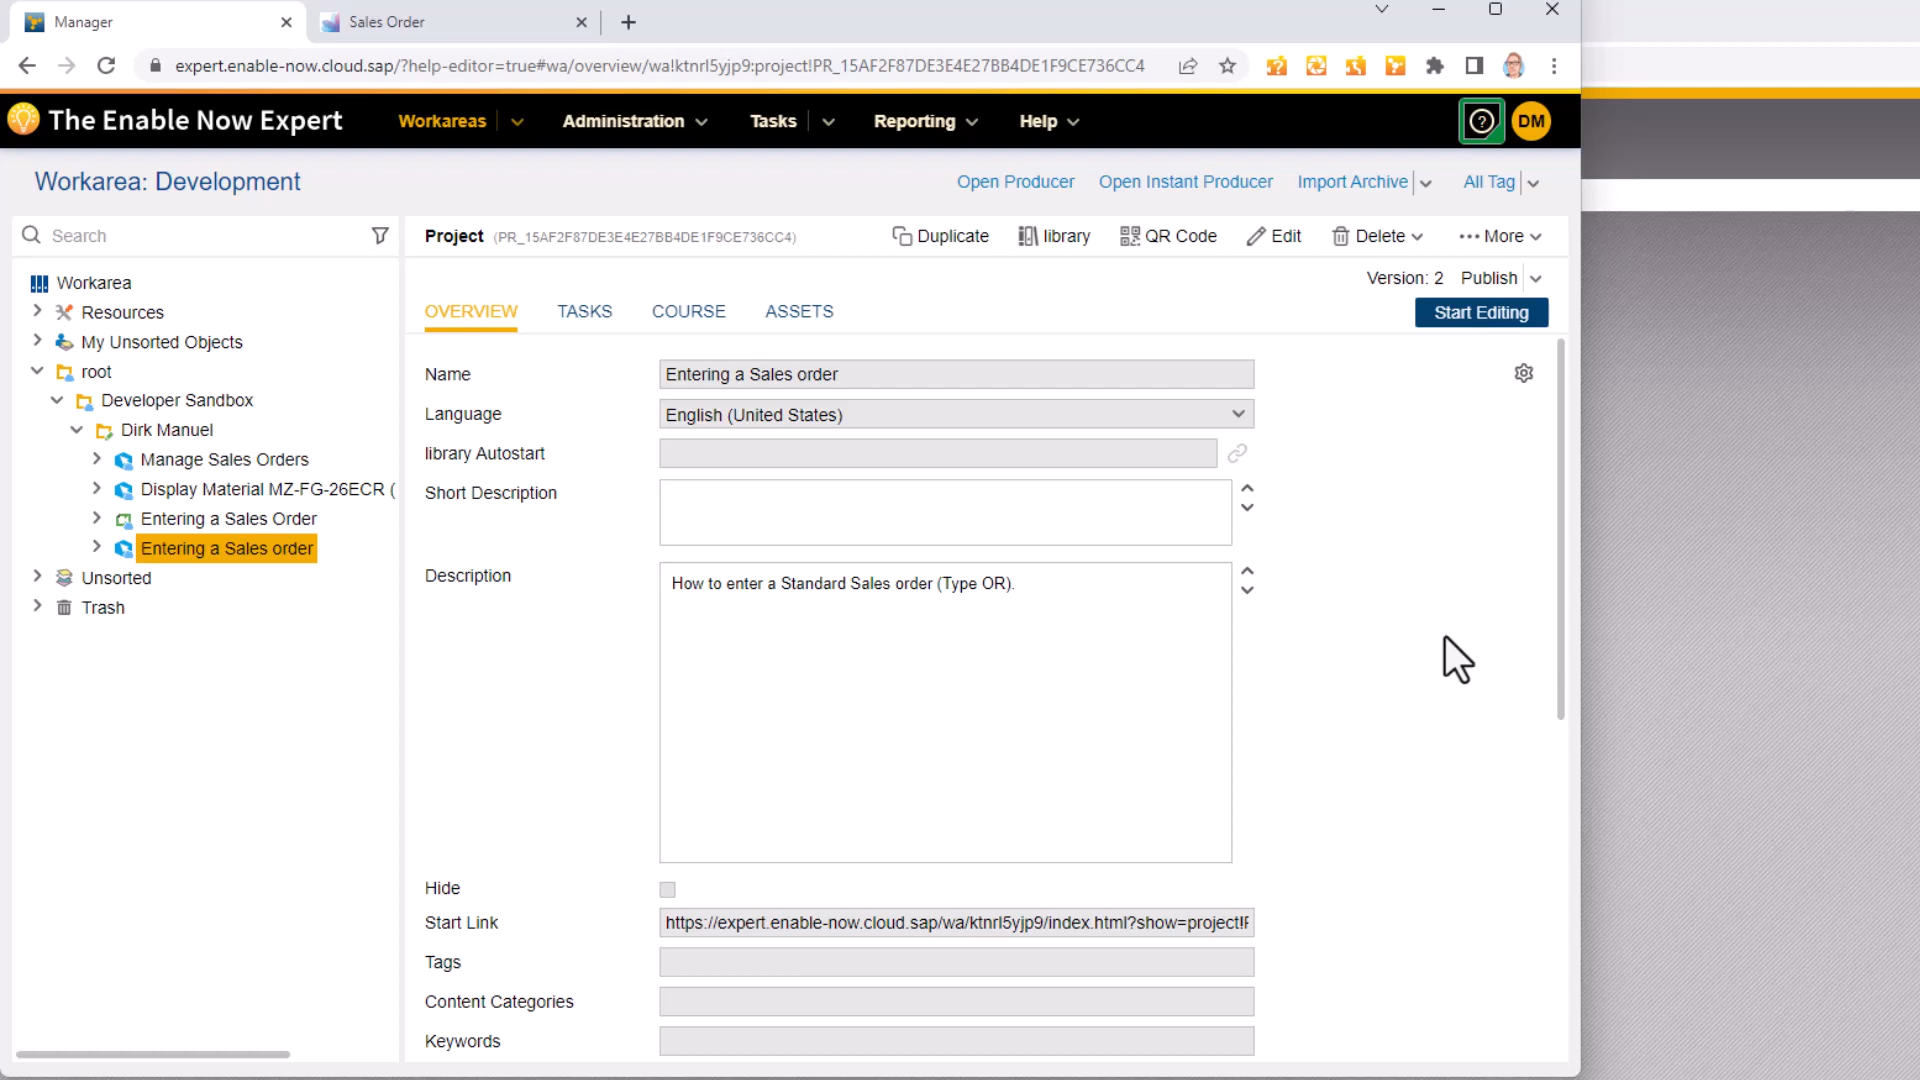 Manager
Sales Order
expert.enable-now.cloud.sap/?help-editor=true#wa/overview/wa!ktnrl5yjp9:project!PR_15AF2F87DE3E4E27BB4DE1F9CE736CC4
The Enable Now Expert
Workareas
Administration
Tasks
Reporting
Help
DM
Workarea: Development
Open Producer
Open Instant Producer
Import Archive
All Tag
Search
Project (PR_15AF2F87DE3E4E27BB4DE1F9CE736CC4)
Duplicate
library
QR Code
Edit
Delete
More
Workarea
Resources
My Unsorted Objects
root
Developer Sandbox
Dirk Manuel
Manage Sales Orders
Display Material MZ-FG-26ECR (
Entering a Sales Order
Entering a Sales order
Unsorted
Trash
Version: 2
Publish
OVERVIEW
TASKS
COURSE
ASSETS
Start Editing
Name
Entering a Sales order
Language
English (United States)
library Autostart
Short Description
Description
How to enter a Standard Sales order (Type OR).
Hide
Start Link
https://expert.enable-now.cloud.sap/wa/ktnrl5yjp9/index.html?show=project!P
Tags
Content Categories
Keywords